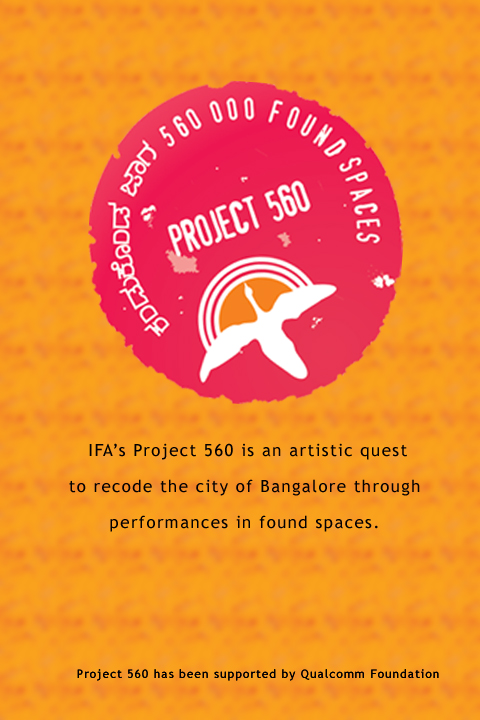 ಕಂಡುಕೊಂಡ ಜಾಗ 560 000 FOUND SPACES
PROJECT 560
IFA’s Project 560 is an artistic quest
to recode the city of Bangalore through
performances in found spaces.
Project 560 has been supported by Qualcomm Foundation